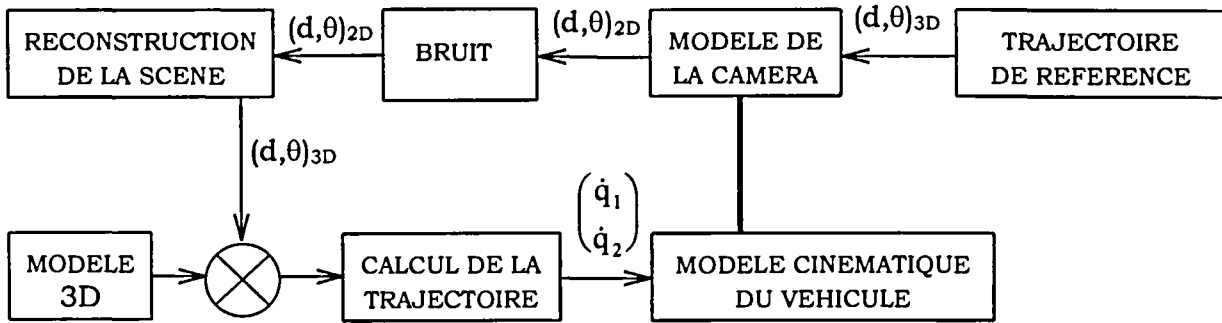 RECONSTRUCTION
DE LA SCENE
(d,θ)2D
BRUIT
(d,θ)2D
MODELE DE
LA CAMERA
(d,θ)3D
TRAJECTOIRE
DE REFERENCE
(d,θ)3D
MODELE
3D
CALCUL DE LA
TRAJECTOIRE
q̇1
q̇2
MODELE CINEMATIQUE
DU VEHICULE